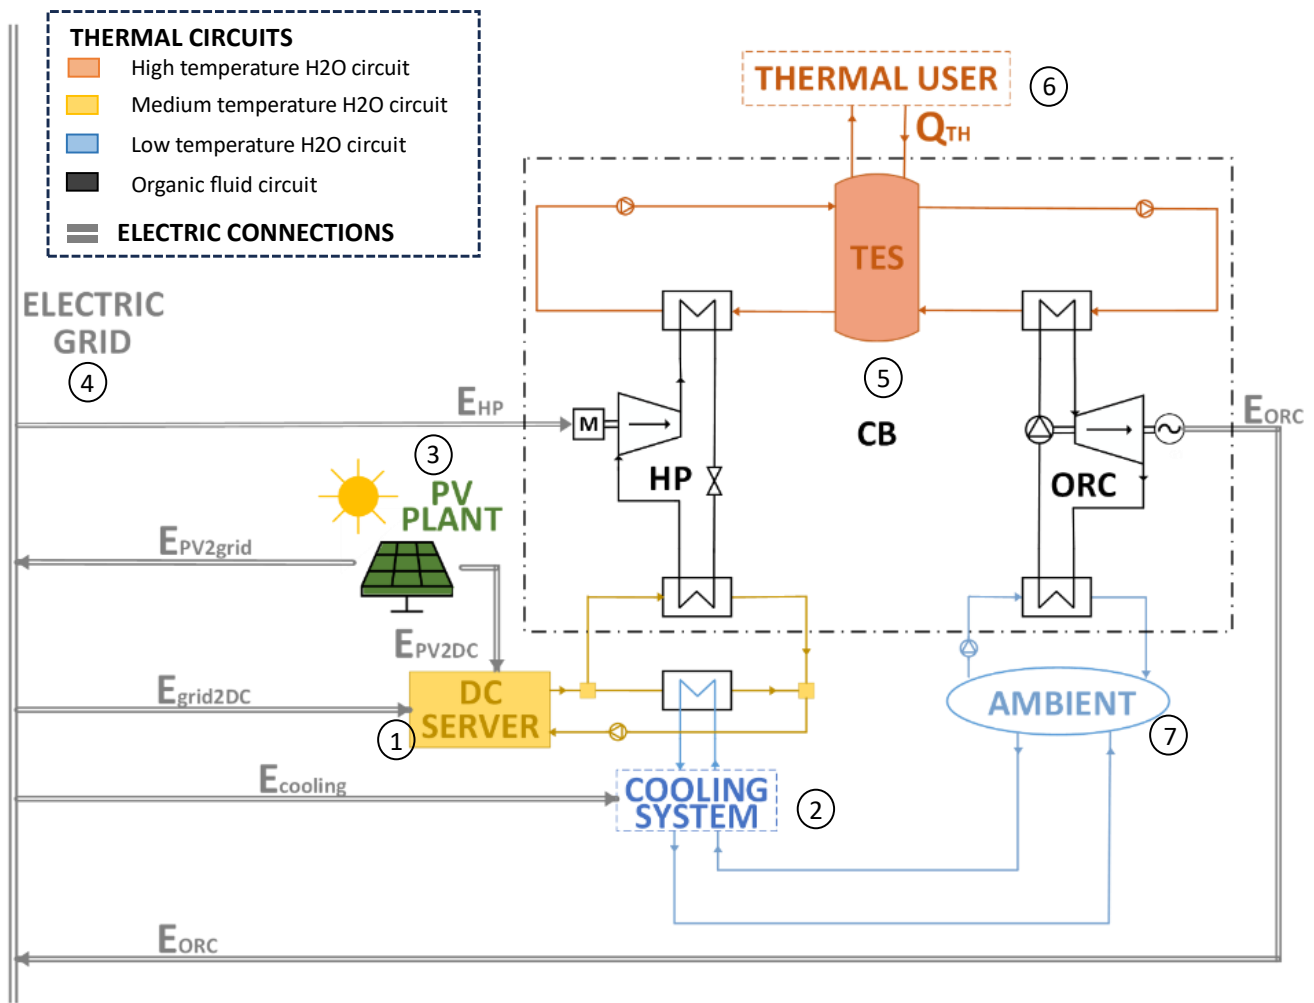 THERMAL CIRCUITS
High temperature H2O circuit
Medium temperature H2O circuit
Low temperature H2O circuit
Organic fluid circuit
ELECTRIC CONNECTIONS
THERMAL USER
6
QTH
TES
ELECTRIC
GRID
4
5
CB
EHP
M
HP
ORC
EORC
3
PV
PLANT
EPV2grid
EPV2DC
Egrid2DC
DC
SERVER
1
AMBIENT
7
Ecooling
COOLING
SYSTEM
2
EORC